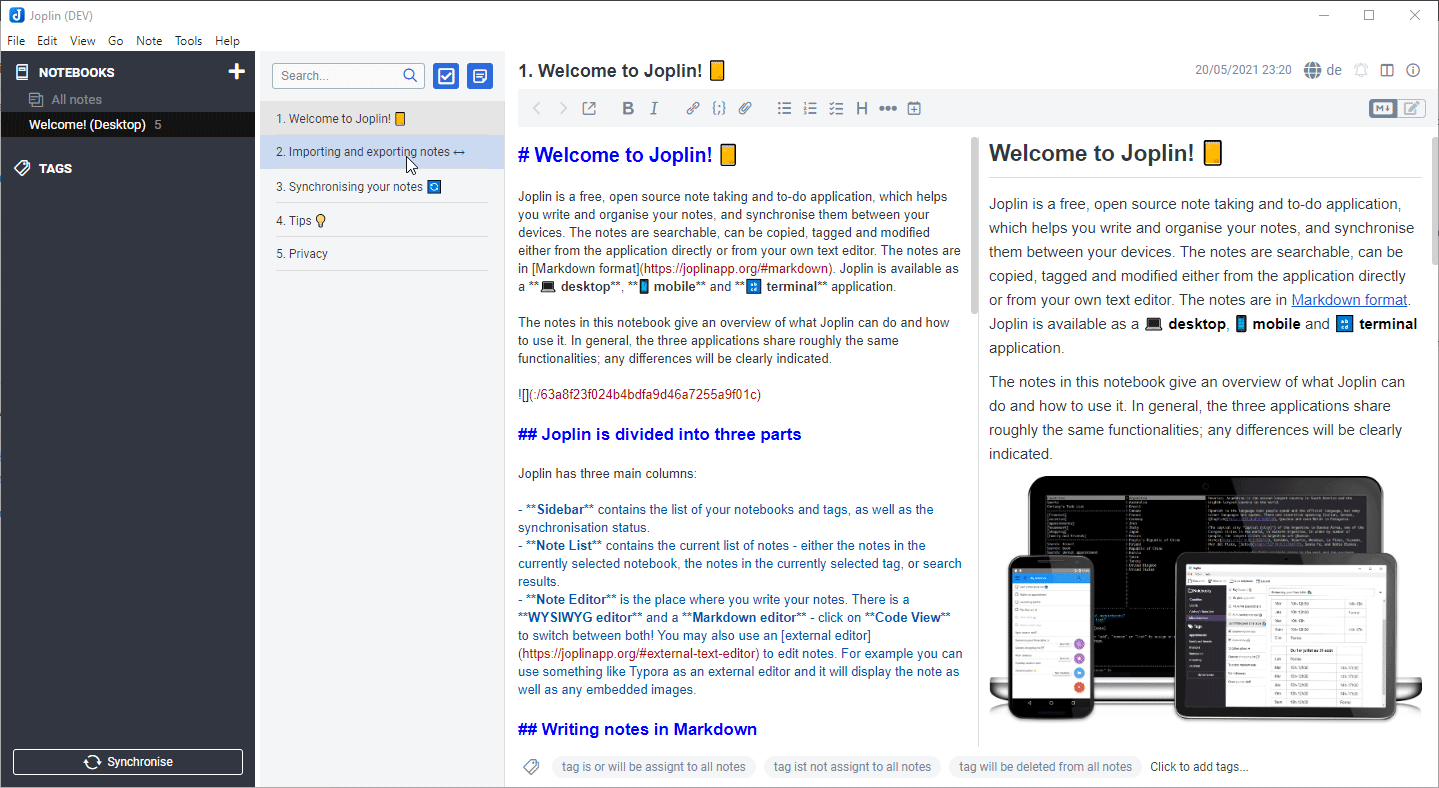 Joplin (DEV)
File Edit View Go Note Tools Help
NOTEBOOKS
All notes
Welcome! (Desktop) 5
TAGS
Synchronise
Search...
1. Welcome to Joplin!
2. Importing and exporting notes ↔
3. Synchronising your notes
4. Tips
5. Privacy
1. Welcome to Joplin!
20/05/2021 23:20 de
# Welcome to Joplin!
Joplin is a free, open source note taking and to-do application, which helps
you write and organise your notes, and synchronise them between your
devices. The notes are searchable, can be copied, tagged and modified
either from the application directly or from your own text editor. The notes are
in [Markdown format](https://joplinapp.org/#markdown). Joplin is available as
a **💻 desktop**, **📱 mobile** and **🔡 terminal** application.
The notes in this notebook give an overview of what Joplin can do and how
to use it. In general, the three applications share roughly the same
functionalities; any differences will be clearly indicated.
![](:/63a8f23f024b4bdfa9d46a7255a9f01c)
## Joplin is divided into three parts
Joplin has three main columns:
- **Sidebar** contains the list of your notebooks and tags, as well as the
synchronisation status.
- **Note List** contains the current list of notes - either the notes in the
currently selected notebook, the notes in the currently selected tag, or search
results.
- **Note Editor** is the place where you write your notes. There is a
**WYSIWYG editor** and a **Markdown editor** - click on **Code View**
to switch between both! You may also use an [external editor]
(https://joplinapp.org/#external-text-editor) to edit notes. For example you can
use something like Typora as an external editor and it will display the note as
well as any embedded images.
## Writing notes in Markdown
Welcome to Joplin!
Joplin is a free, open source note taking and to-do application,
which helps you write and organise your notes, and synchronise
them between your devices. The notes are searchable, can be
copied, tagged and modified either from the application directly
or from your own text editor. The notes are in Markdown format.
Joplin is available as a 💻 desktop, 📱 mobile and 🔡 terminal
application.
The notes in this notebook give an overview of what Joplin can
do and how to use it. In general, the three applications share
roughly the same functionalities; any differences will be clearly
indicated.
tag is or will be assignt to all notes
tag ist not assignt to all notes
tag will be deleted from all notes
Click to add tags...